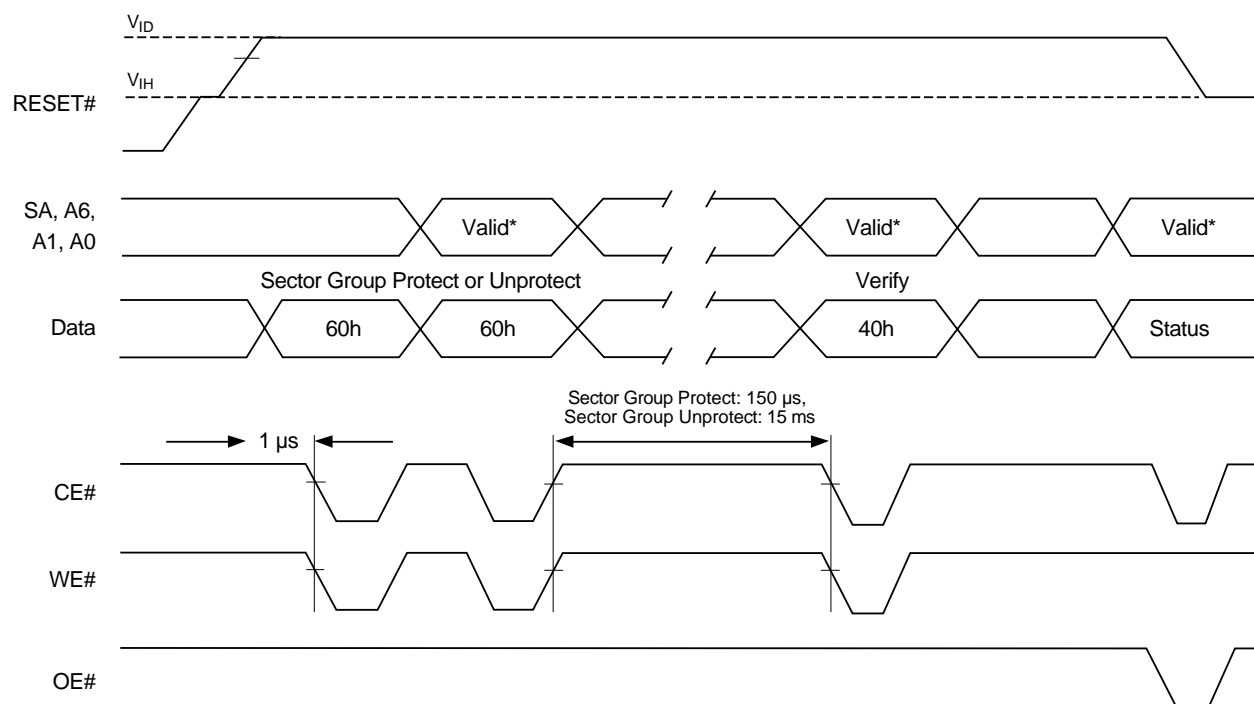 VID
VIH
RESET#
SA, A6,
A1, A0
Valid*
Valid*
Valid*
Sector Group Protect or Unprotect
Verify
Data
60h
60h
40h
Status
Sector Group Protect: 150 µs,
Sector Group Unprotect: 15 ms
1 µs
CE#
WE#
OE#